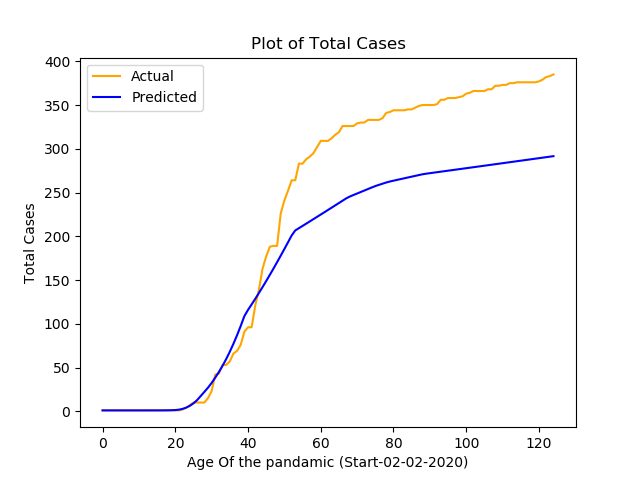 Plot of Total Cases
Actual
Predicted
400
350
300
250
200
150
100
50
0
Total Cases
0 20 40 60 80 100 120
Age Of the pandamic (Start-02-02-2020)